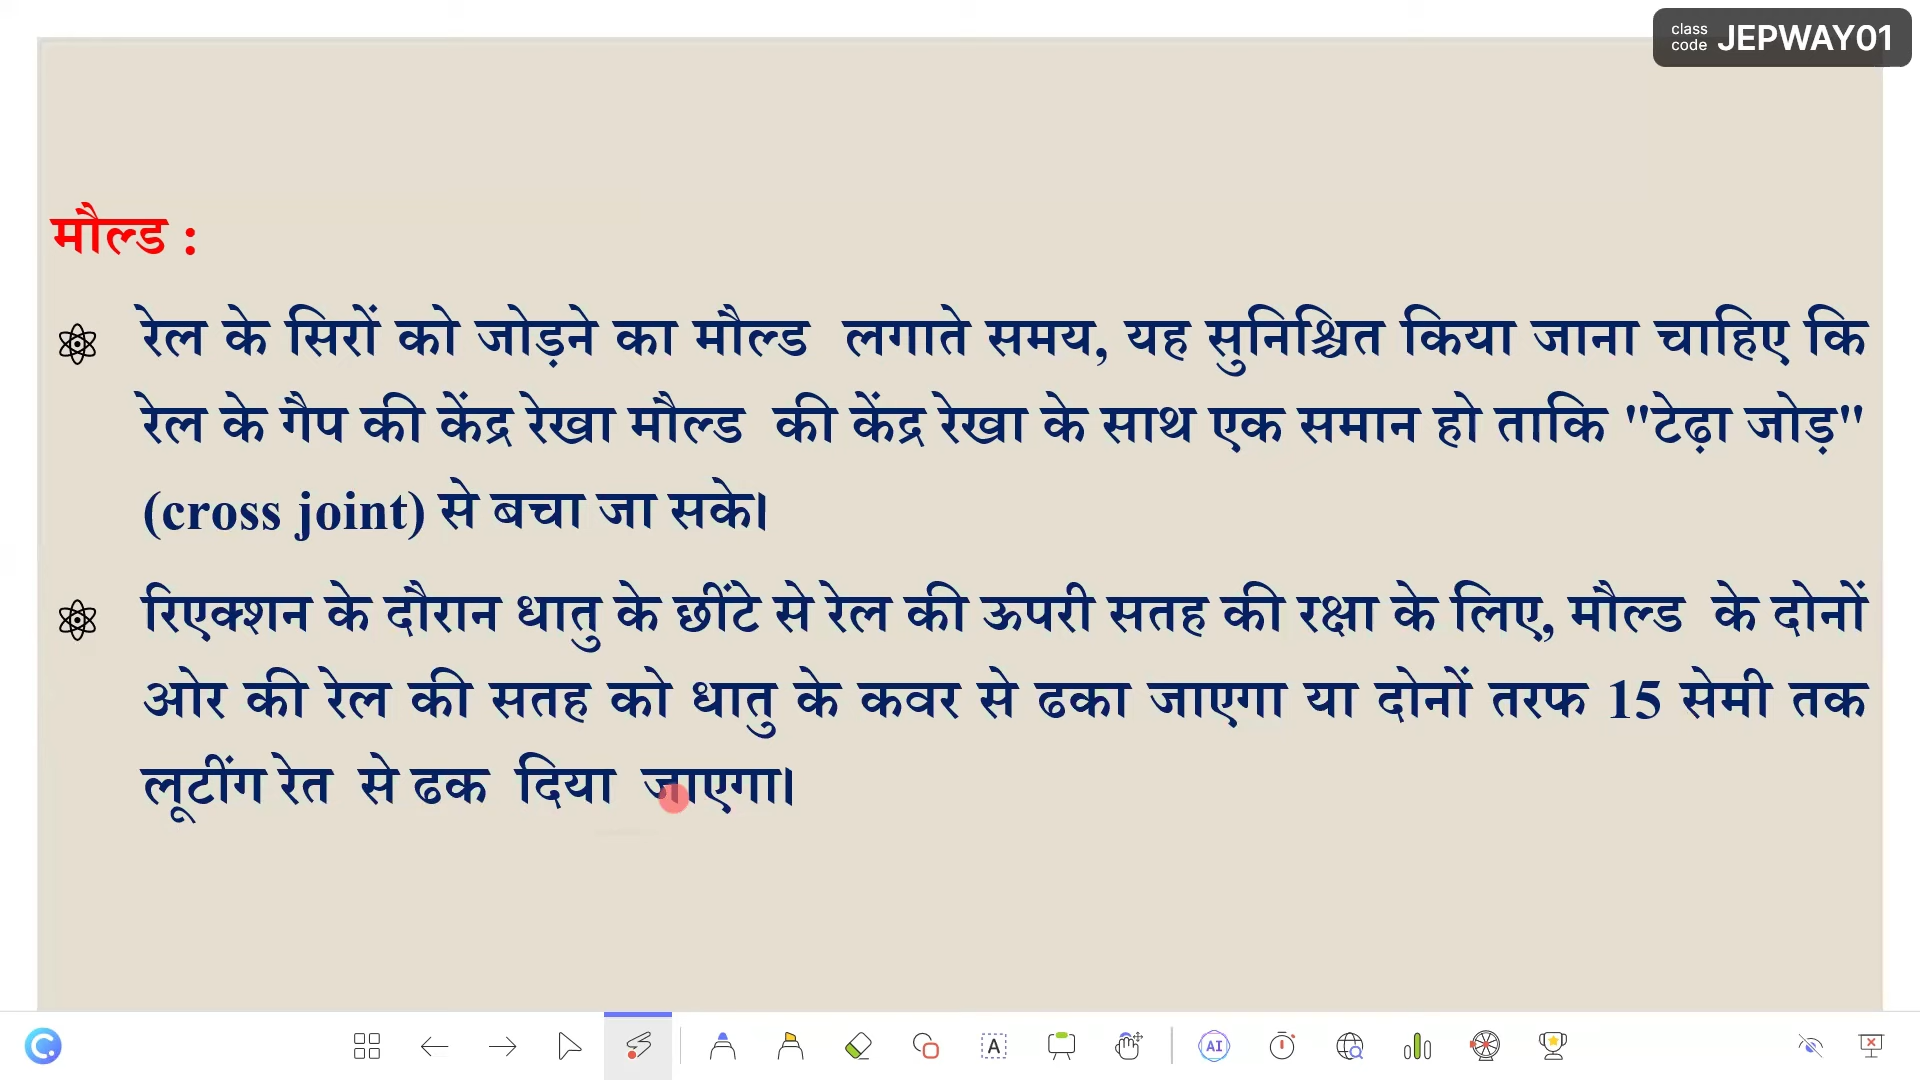 class
code JEPWAY01
मौल्ड :
रेल के सिरों को जोड़ने का मौल्ड लगाते समय, यह सुनिश्चित किया जाना चाहिए कि
रेल के गैप की केंद्र रेखा मौल्ड की केंद्र रेखा के साथ एक समान हो ताकि "टेढ़ा जोड़"
(cross joint) से बचा जा सके।
रिएक्शन के दौरान धातु के छींटे से रेल की ऊपरी सतह की रक्षा के लिए, मौल्ड के दोनों
ओर की रेल की सतह को धातु के कवर से ढका जाएगा या दोनों तरफ 15 सेमी तक
लूटींग रेत से ढक दिया जाएगा।
A
AI